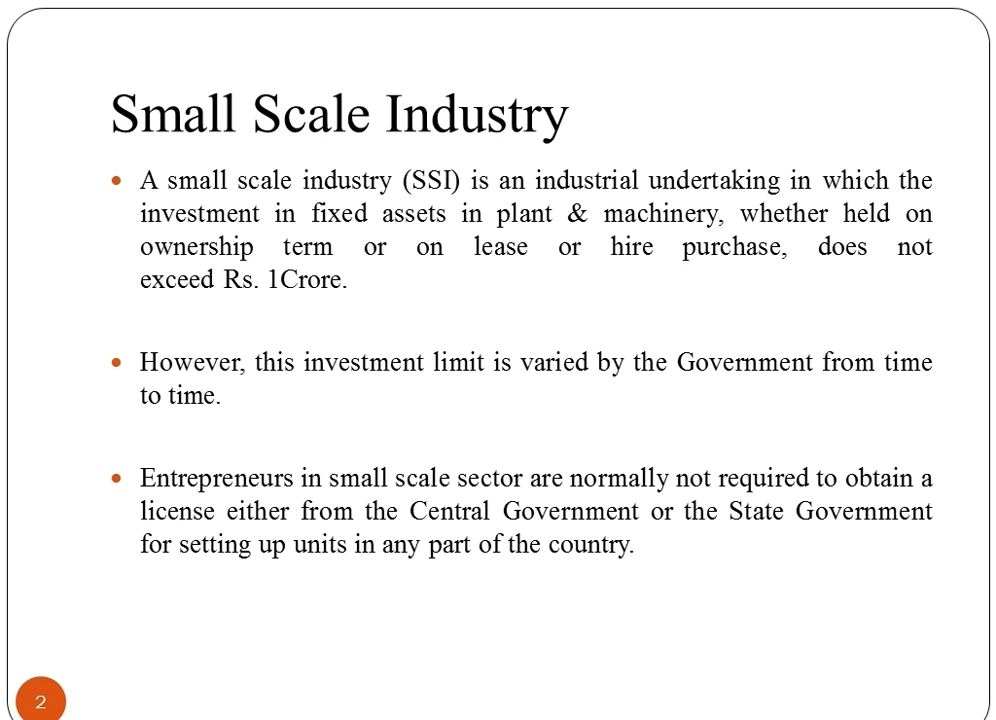 Small Scale Industry
• A small scale industry (SSI) is an industrial undertaking in which the
investment in fixed assets in plant & machinery, whether held on
ownership term or on lease or hire purchase, does not
exceed Rs. 1Crore.
• However, this investment limit is varied by the Government from time
to time.
• Entrepreneurs in small scale sector are normally not required to obtain a
license either from the Central Government or the State Government
for setting up units in any part of the country.
2